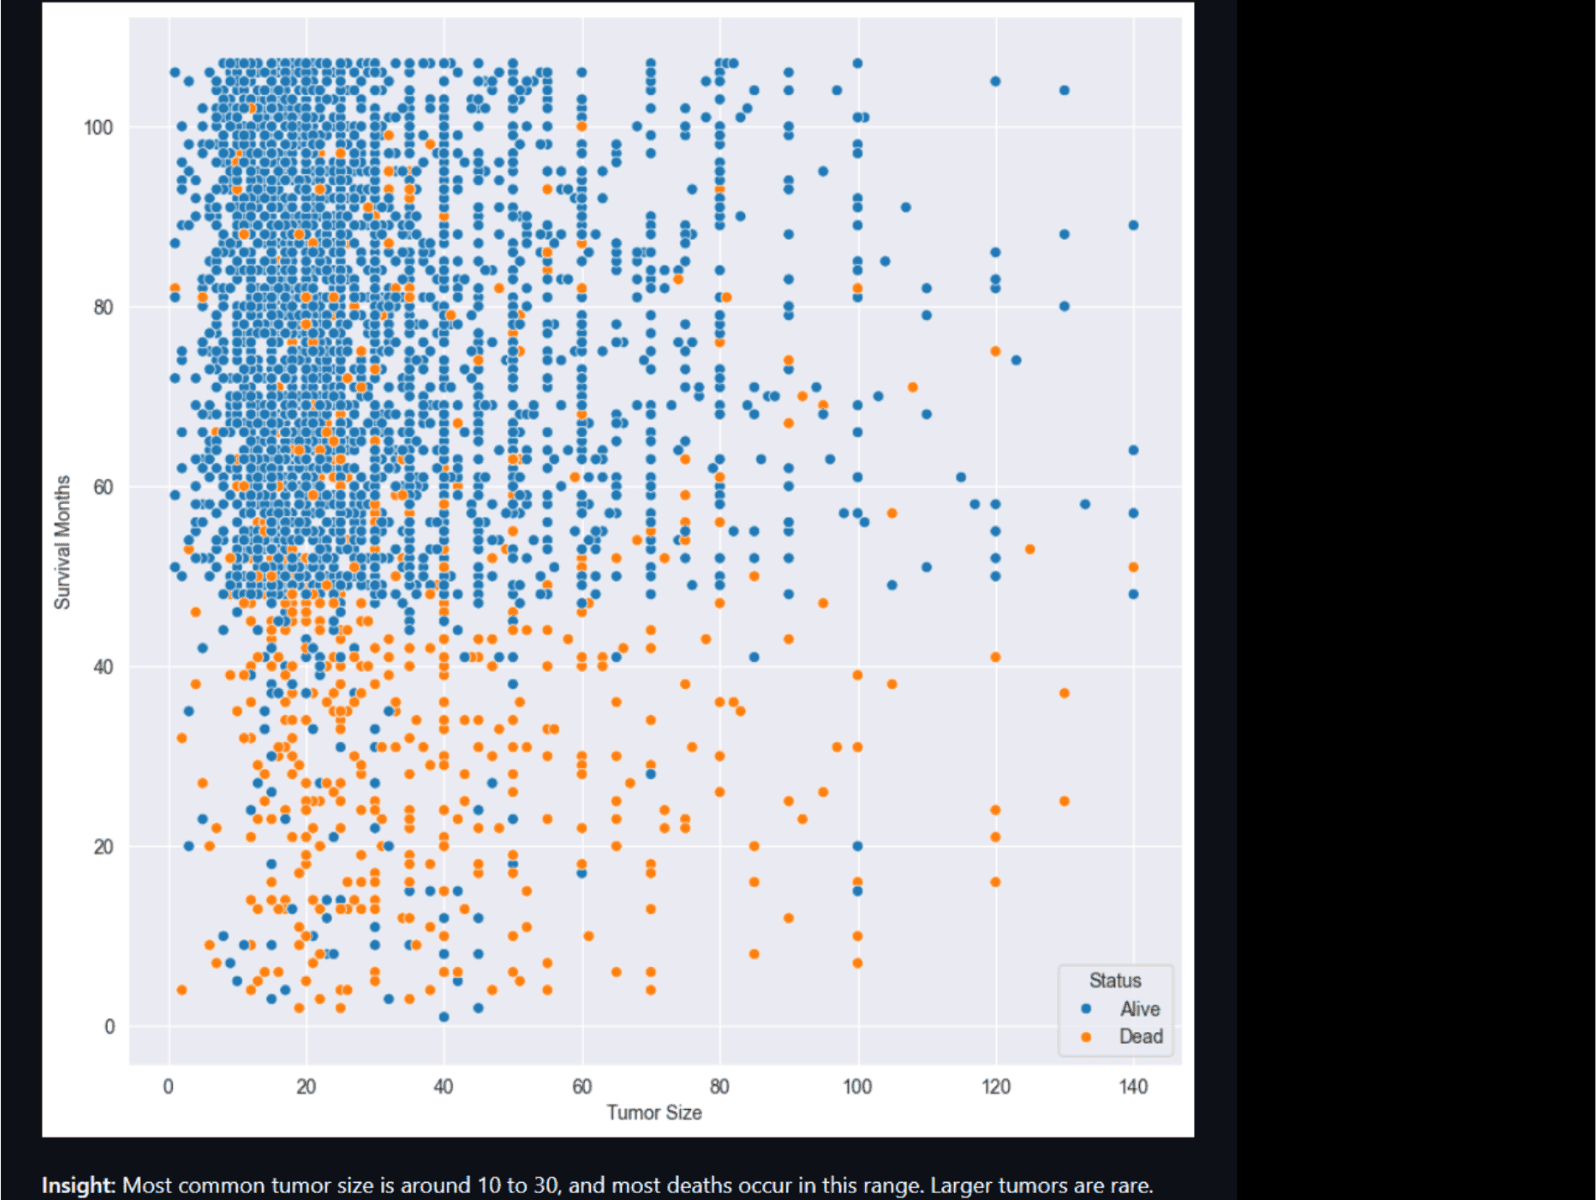 100
80
60
40
20
0
Survival Months
0 20 40 60 80 100 120 140
Tumor Size
Status
Alive
Dead
Insight: Most common tumor size is around 10 to 30, and most deaths occur in this range. Larger tumors are rare.